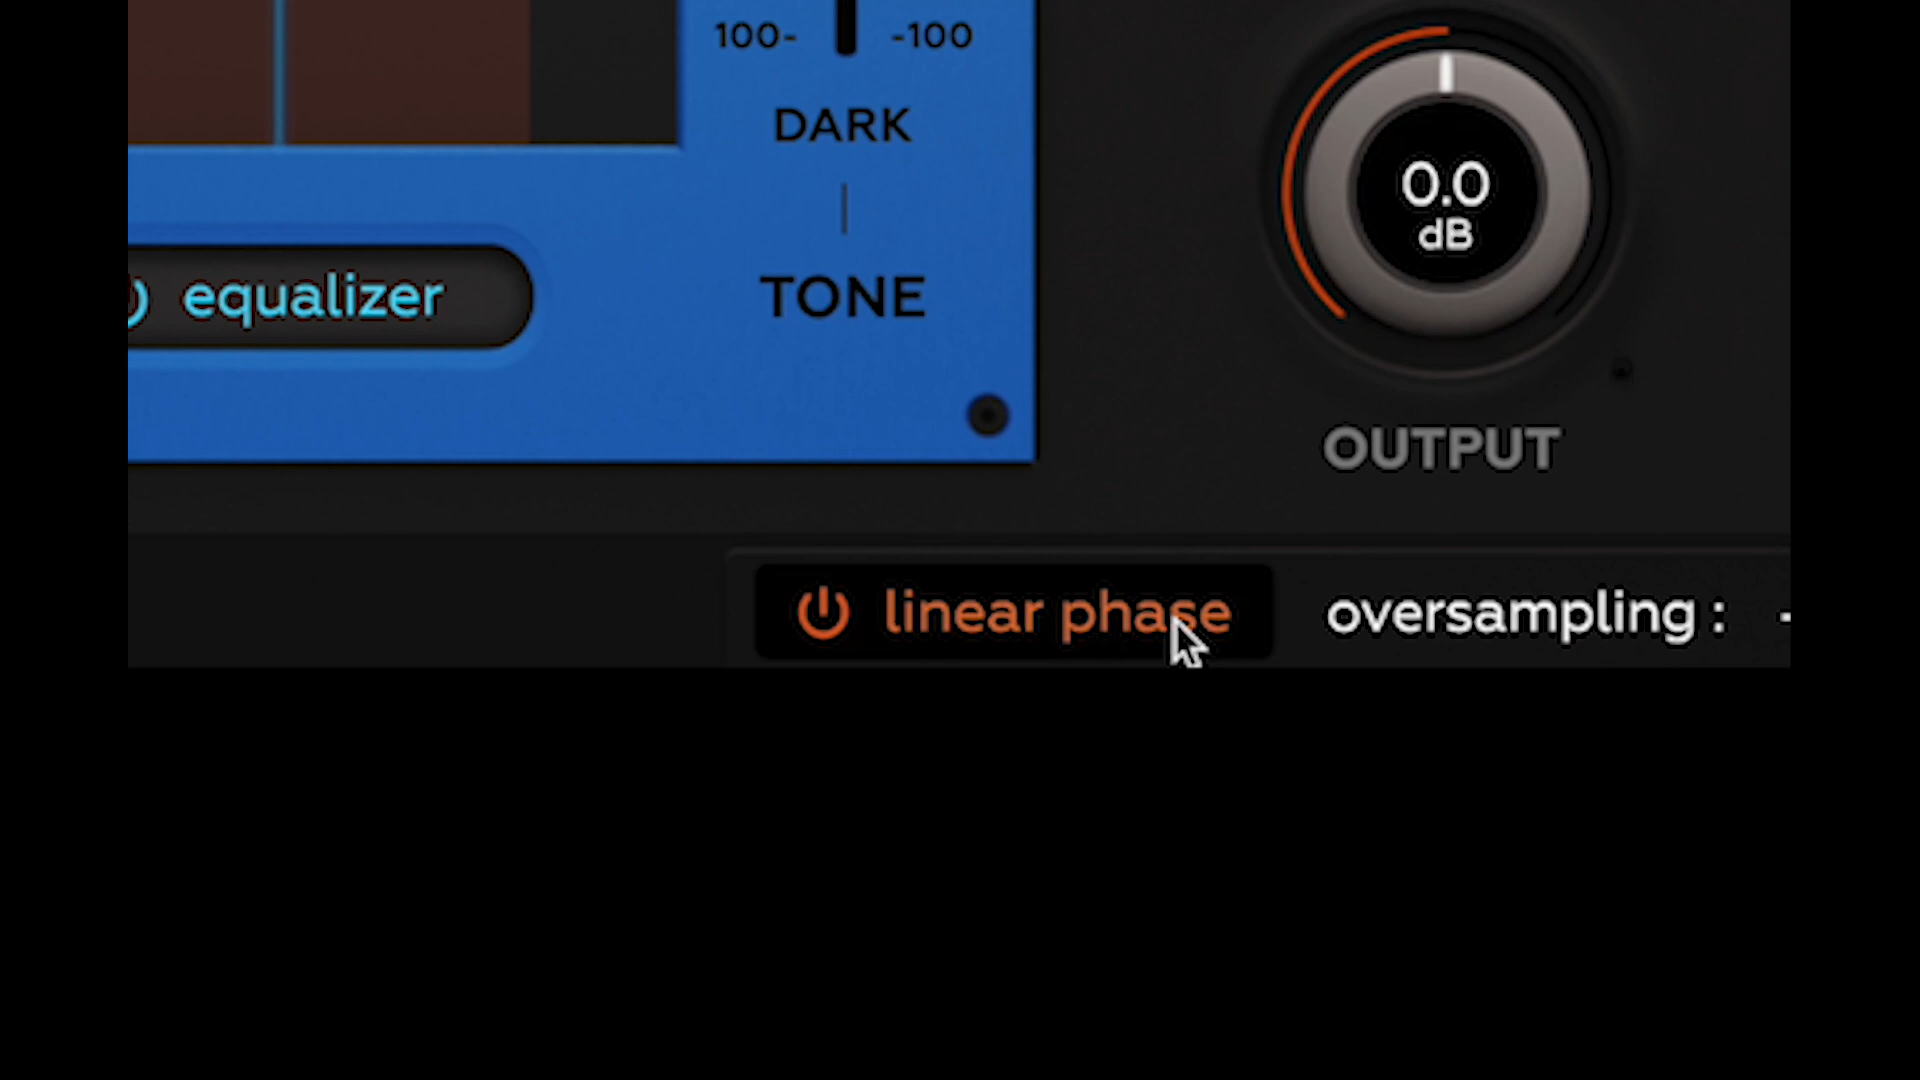 100- -100
DARK
TONE
equalizer
0.0
dB
OUTPUT
linear phase
oversampling : -